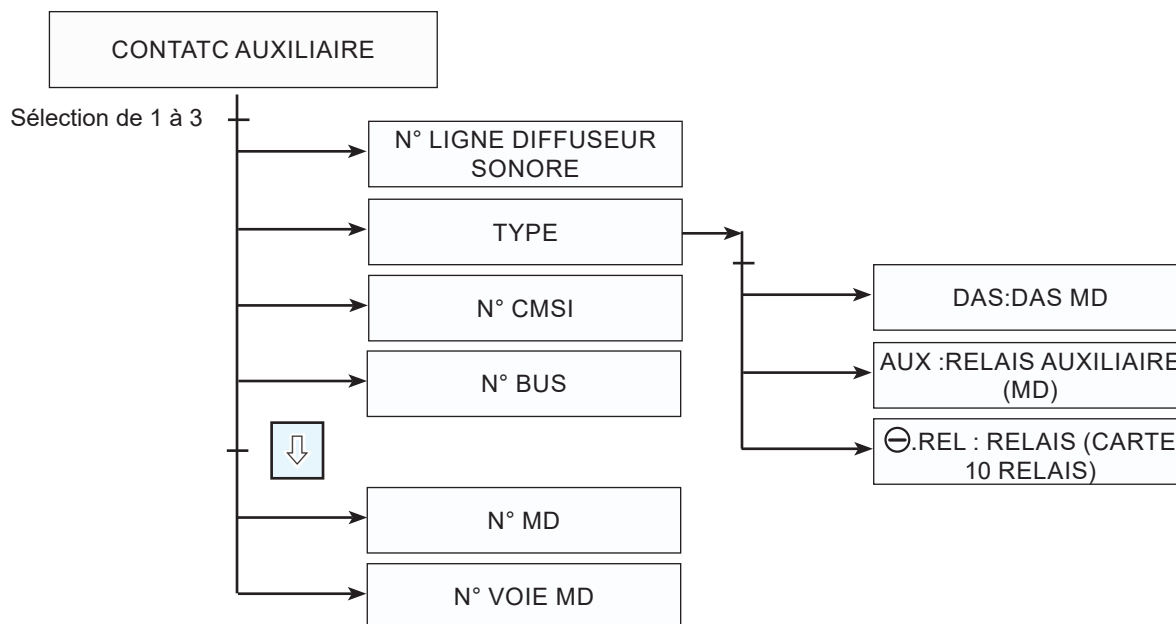 CONTATC AUXILIAIRE
Sélection de 1 à 3
N° LIGNE DIFFUSEUR
SONORE
TYPE
N° CMSI
N° BUS
N° MD
N° VOIE MD
DAS:DAS MD
AUX :RELAIS AUXILIAIRE
(MD)
⊖.REL : RELAIS (CARTE
10 RELAIS)